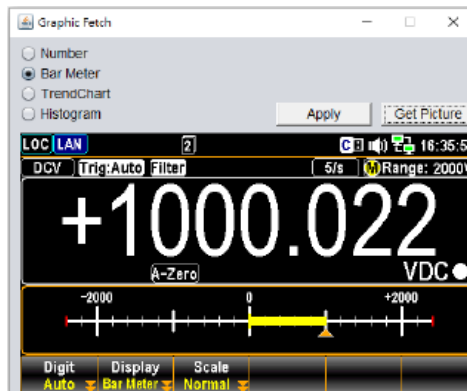 Graphic Fetch
Number
Bar Meter
TrendChart
Histogram
Apply Get Picture
LOC LAN 2 C 16:35:5
DCV Trig:Auto Filter 5/s M Range: 2000V
+1000.022
A-Zero VDC
-2000 0 +2000
Digit Display Scale
Auto Bar Meter Normal